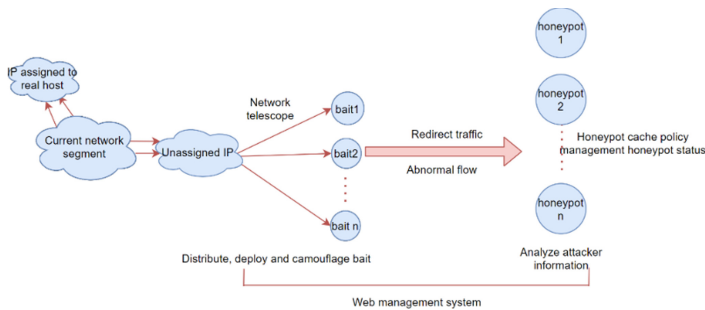 honeypot
1
IP assigned to
real host
honeypot
2
Network
telescope
bait1
Current network
segment
Unassigned IP
bait2
Redirect traffic
Abnormal flow
Honeypot cache policy
management honeypot status
honeypot
n
bait n
Distribute, deploy and camouflage bait
Analyze attacker
information
Web management system